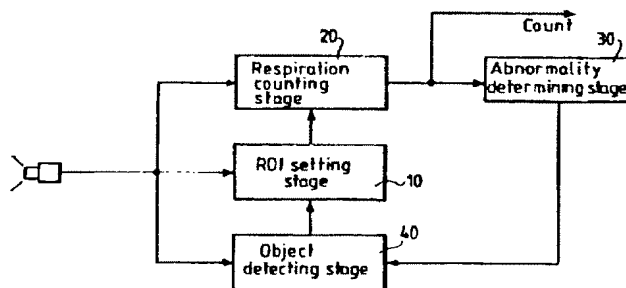 Count
20
Respiration
counting
stage
30
Abnormality
determining stage
ROI setting
stage
10
40
Object
detecting stage